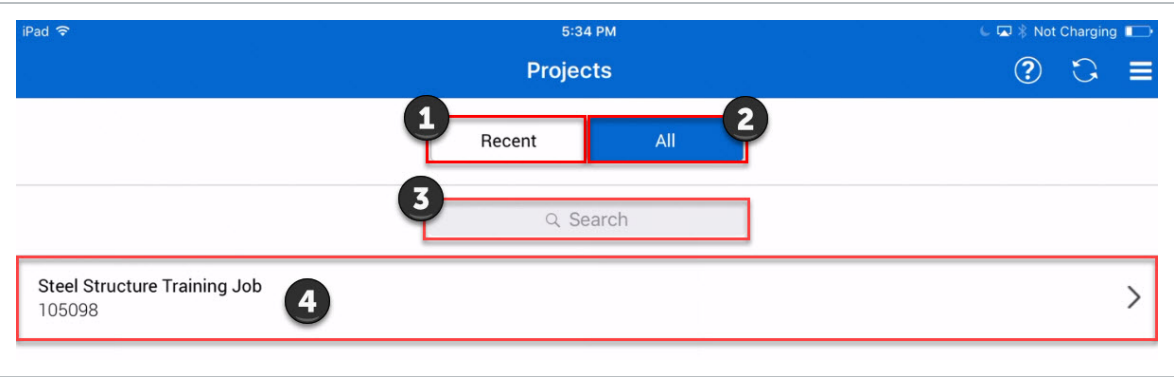 iPad 5:34 PM Not Charging
Projects
1 2
Recent All
3
Search
Steel Structure Training Job
105098
4